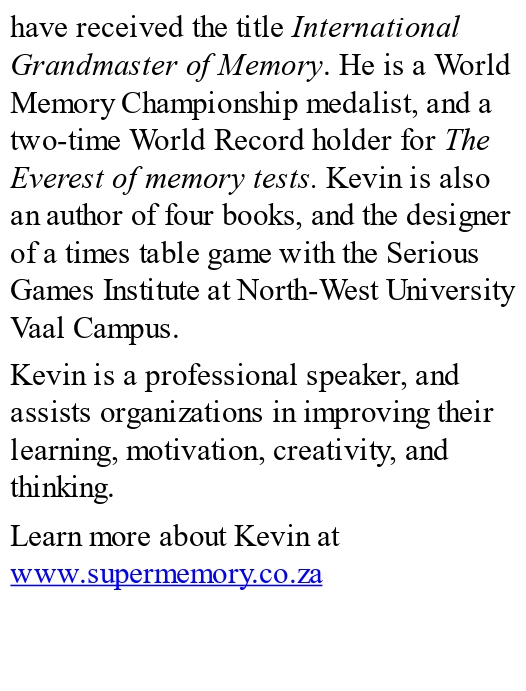 have received the title International
Grandmaster of Memory. He is a World
Memory Championship medalist, and a
two-time World Record holder for The
Everest of memory tests. Kevin is also
an author of four books, and the designer
of a times table game with the Serious
Games Institute at North-West University
Vaal Campus.
Kevin is a professional speaker, and
assists organizations in improving their
learning, motivation, creativity, and
thinking.
Learn more about Kevin at
www.supermemory.co.za